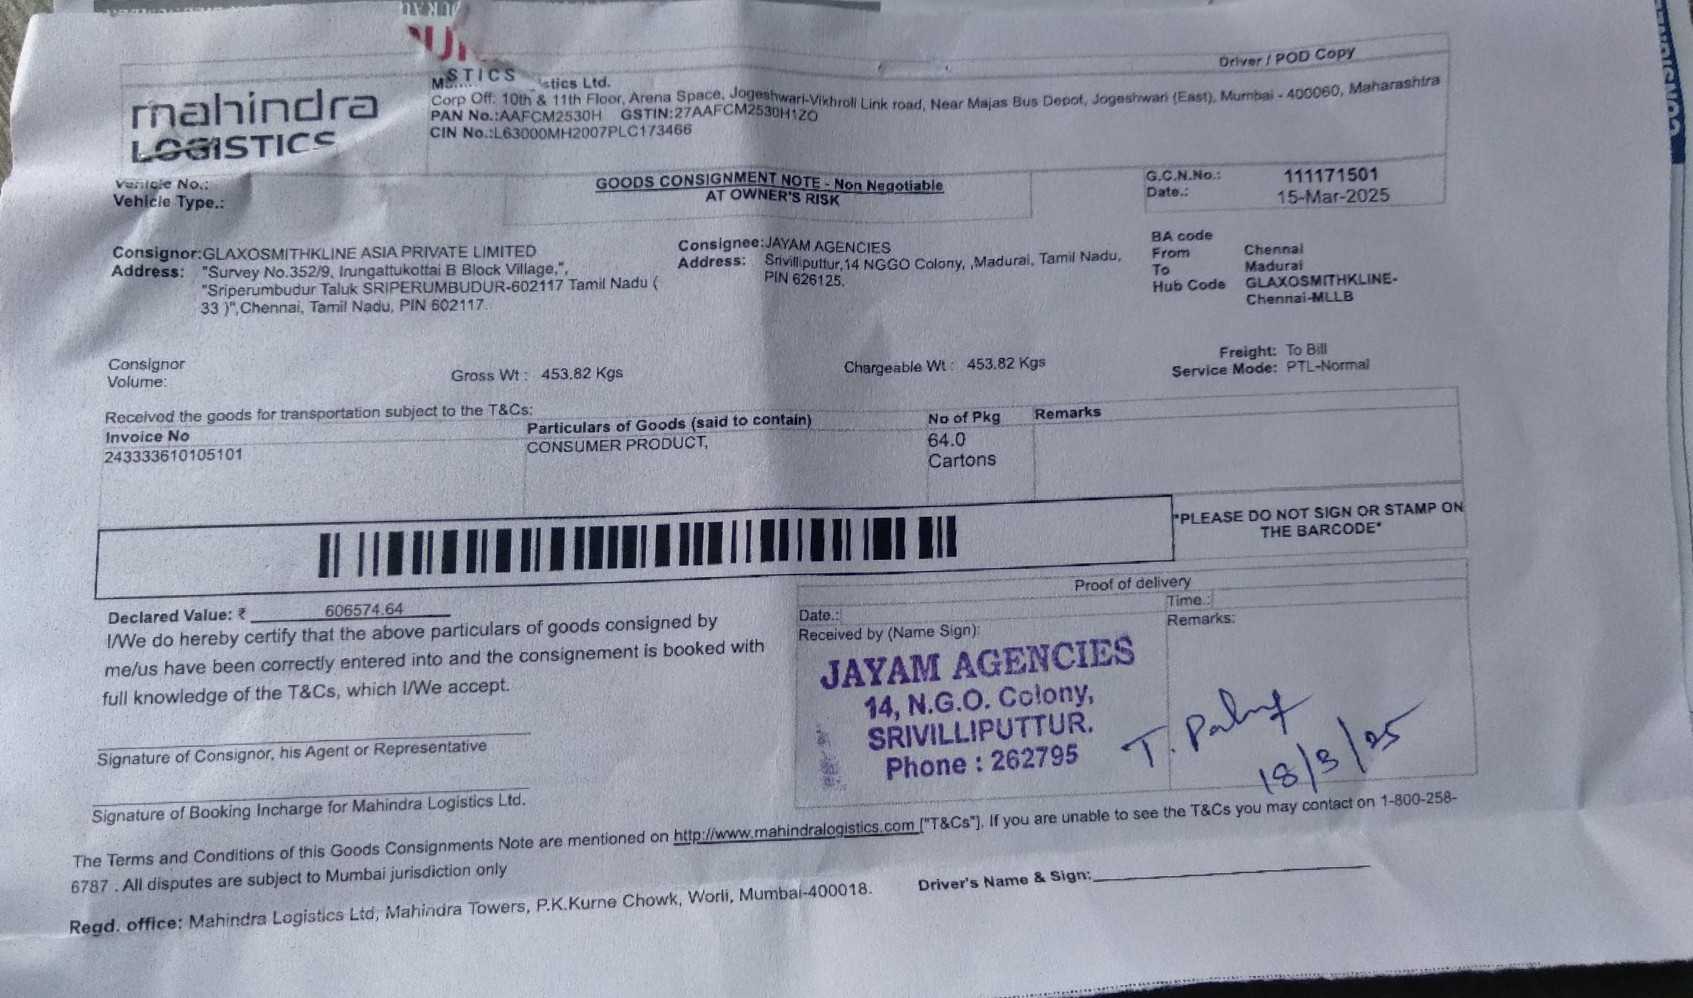 Driver / POD Copy
mahindra
LOGISTICS
STICS
stics Ltd.
Corp Off: 10th & 11th Floor, Arena Space, Jogeshwari-Vikhroli Link road, Near Majas Bus Depot, Jogeshwari (East), Mumbai - 400060, Maharashtra
PAN No.:AAFCM2530H GSTIN:27AAFCM2530H1ZO
CIN No.:L63000MH2007PLC173466
Vehicle No.:
Vehicle Type.:
GOODS CONSIGNMENT NOTE - Non Negotiable
AT OWNER'S RISK
G.C.N.No.: 111171501
Date.: 15-Mar-2025
Consignor:GLAXOSMITHKLINE ASIA PRIVATE LIMITED
Address: "Survey No.352/9, Irungattukottai B Block Village,",
"Sriperumbudur Taluk SRIPERUMBUDUR-602117 Tamil Nadu (
33 )",Chennai, Tamil Nadu, PIN 602117.
Consignee:JAYAM AGENCIES
Address: Srivilliputtur,14 NGGO Colony, ,Madurai, Tamil Nadu,
PIN 626125,
BA code
From Chennai
To Madurai
Hub Code GLAXOSMITHKLINE-
Chennai-MLLB
Consignor
Volume:
Gross Wt : 453.82 Kgs
Chargeable Wt : 453.82 Kgs
Freight: To Bill
Service Mode: PTL-Normal
Received the goods for transportation subject to the T&Cs:
Invoice No Particulars of Goods (said to contain) No of Pkg Remarks
243333610105101 CONSUMER PRODUCT, 64.0
Cartons
*PLEASE DO NOT SIGN OR STAMP ON
THE BARCODE*
Declared Value: ₹ 606574.64
I/We do hereby certify that the above particulars of goods consigned by
me/us have been correctly entered into and the consignement is booked with
full knowledge of the T&Cs, which I/We accept.
Signature of Consignor, his Agent or Representative
Signature of Booking Incharge for Mahindra Logistics Ltd.
Proof of delivery
Date.: Time.:
Received by (Name Sign): Remarks:
JAYAM AGENCIES
14, N.G.O. Colony,
SRIVILLIPUTTUR.
Phone : 262795
18/3/25
The Terms and Conditions of this Goods Consignments Note are mentioned on http://www.mahindralogistics.com ["T&Cs"], If you are unable to see the T&Cs you may contact on 1-800-258-
6787 . All disputes are subject to Mumbai jurisdiction only
Driver's Name & Sign:
Regd. office: Mahindra Logistics Ltd, Mahindra Towers, P.K.Kurne Chowk, Worli, Mumbai-400018.